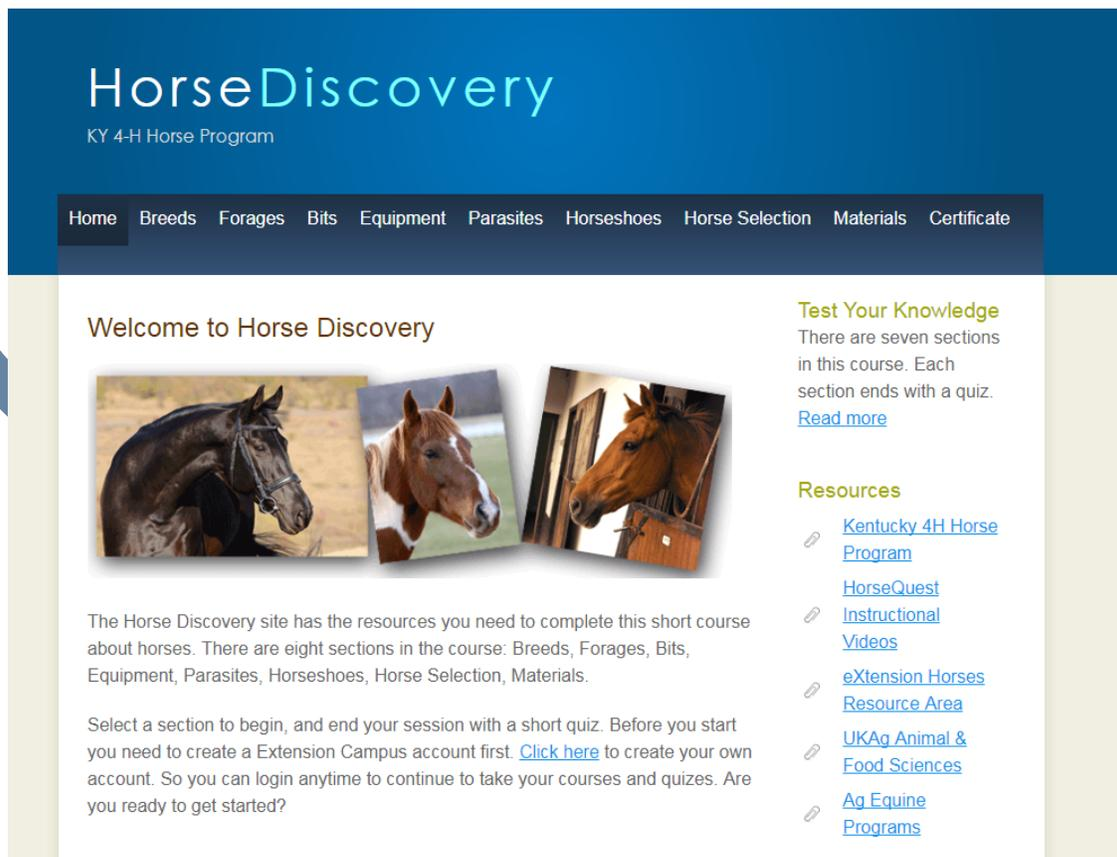 HorseDiscovery
KY 4-H Horse Program
Home Breeds Forages Bits Equipment Parasites Horseshoes Horse Selection Materials Certificate
Welcome to Horse Discovery
The Horse Discovery site has the resources you need to complete this short course
about horses. There are eight sections in the course: Breeds, Forages, Bits,
Equipment, Parasites, Horseshoes, Horse Selection, Materials.
Select a section to begin, and end your session with a short quiz. Before you start
you need to create a Extension Campus account first. Click here to create your own
account. So you can login anytime to continue to take your courses and quizes. Are
you ready to get started?
Test Your Knowledge
There are seven sections
in this course. Each
section ends with a quiz.
Read more
Resources
Kentucky 4H Horse
Program
HorseQuest
Instructional
Videos
eXtension Horses
Resource Area
UKAg Animal &
Food Sciences
Ag Equine
Programs